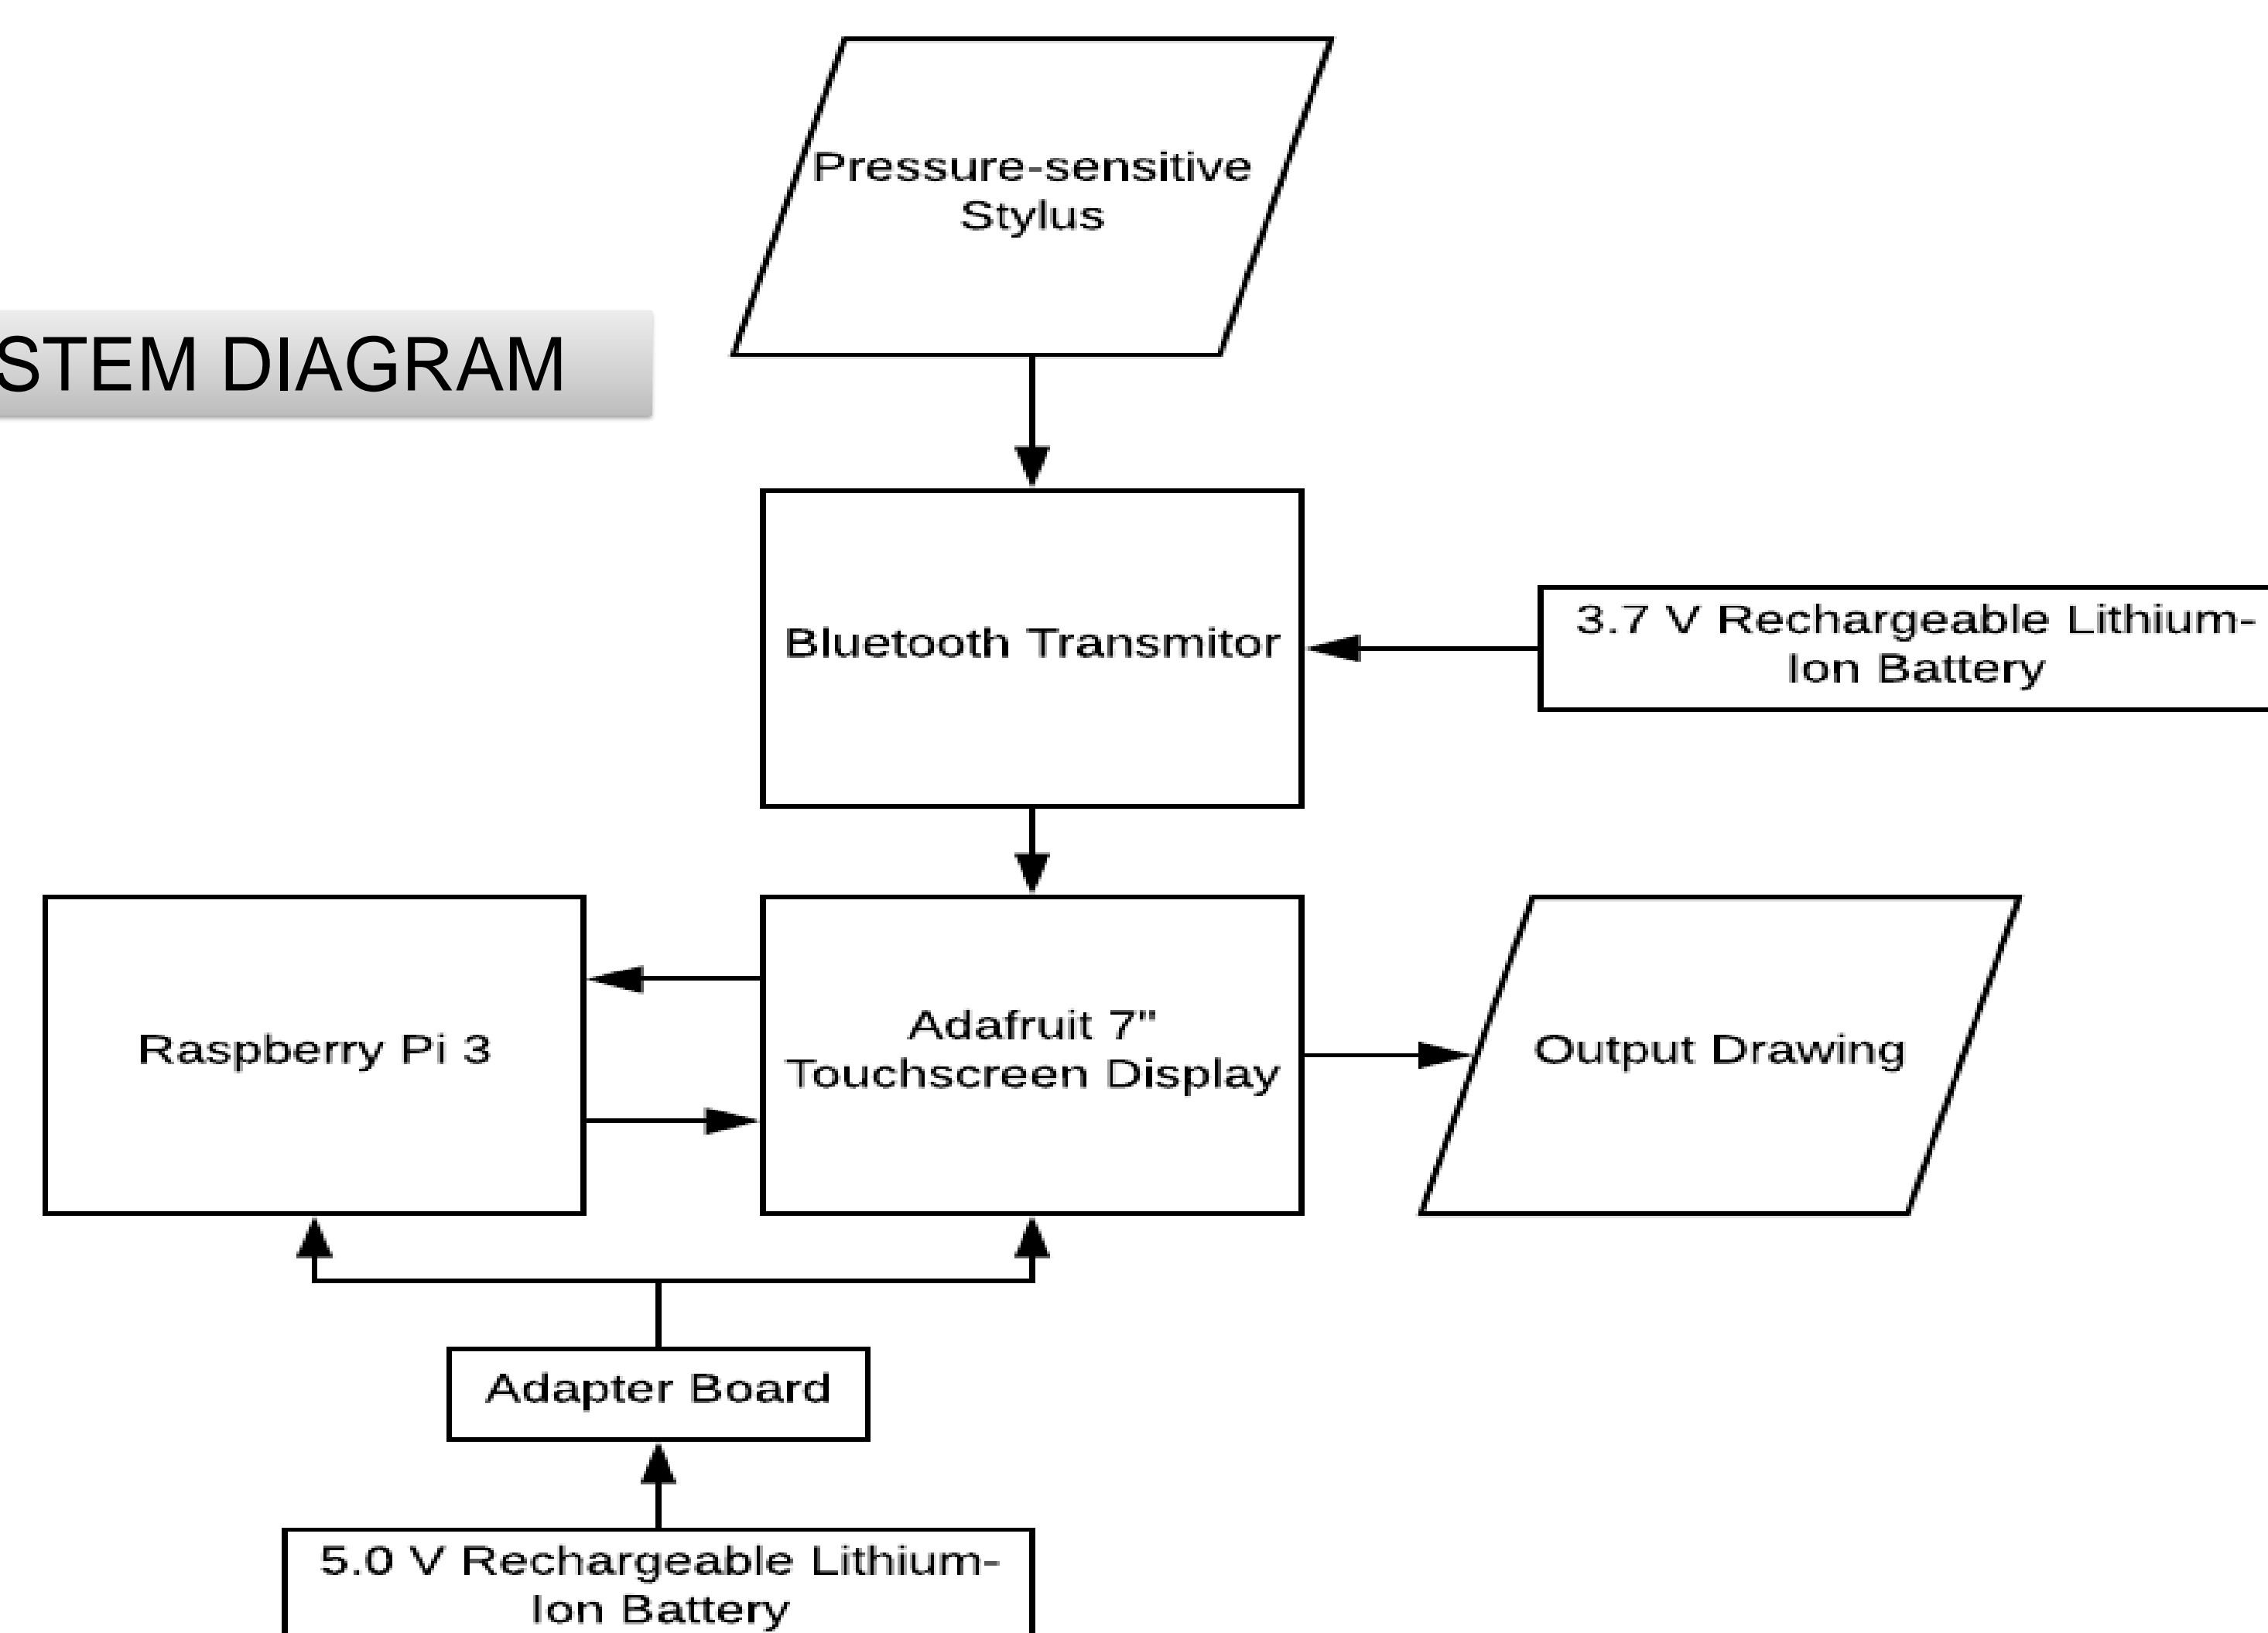 Pressure-sensitive
Stylus
STEM DIAGRAM
Bluetooth Transmitor
3.7 V Rechargeable Lithium-
Ion Battery
Raspberry Pi 3
Adafruit 7"
Touchscreen Display
Output Drawing
Adapter Board
5.0 V Rechargeable Lithium-
Ion Battery